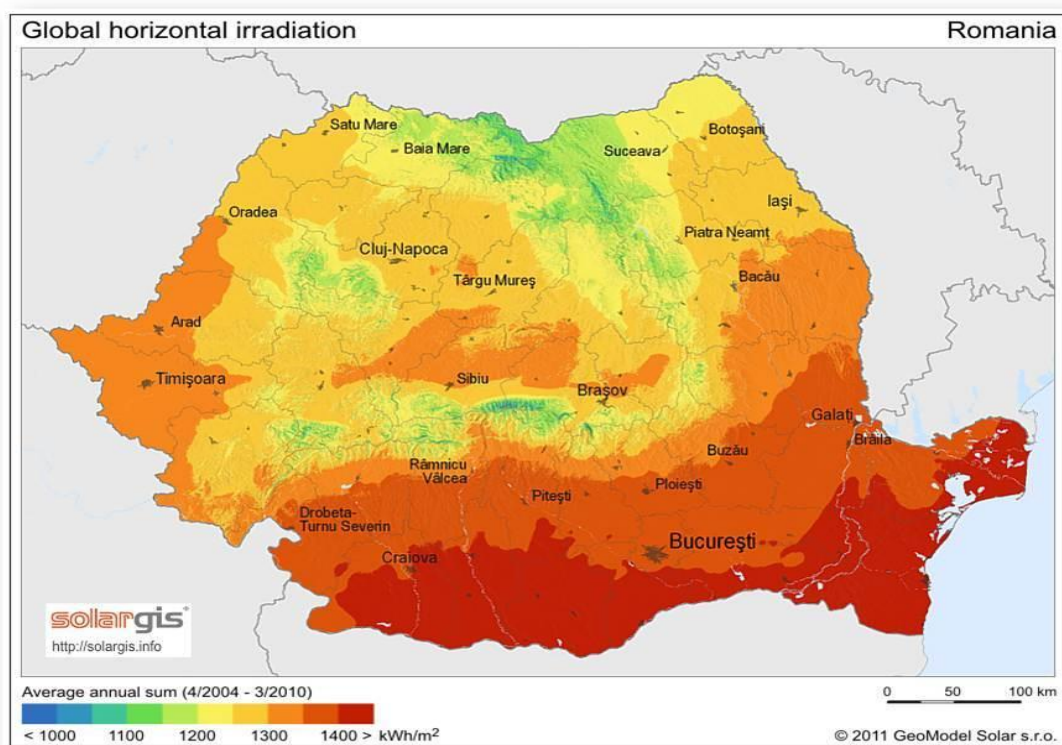 Global horizontal irradiation
Romania
Satu Mare
Baia Mare
Suceava
Botoşani
Iaşi
Oradea
Cluj-Napoca
Piatra Neamţ
Târgu Mureş
Bacău
Arad
Timişoara
Sibiu
Braşov
Galaţi
Brăila
Râmnicu
Vâlcea
Buzău
Piteşti
Ploieşti
Drobeta-
Turnu Severin
Bucureşti
Craiova
solargis
http://solargis.info
Average annual sum (4/2004 - 3/2010)
0 50 100 km
< 1000 1100 1200 1300 1400 > kWh/m²
© 2011 GeoModel Solar s.r.o.